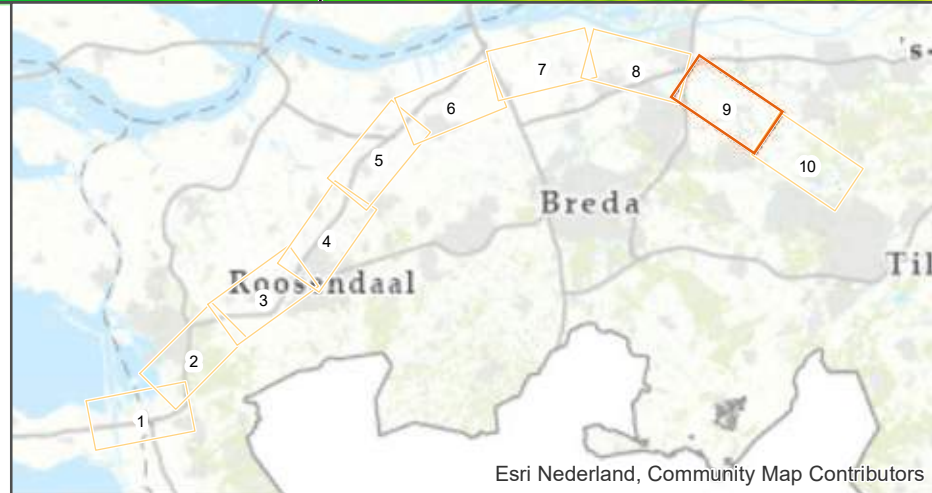 's-
7
8
6
9
5
10
Breda
4
Til
Roosendaal
3
2
1
Esri Nederland, Community Map Contributors